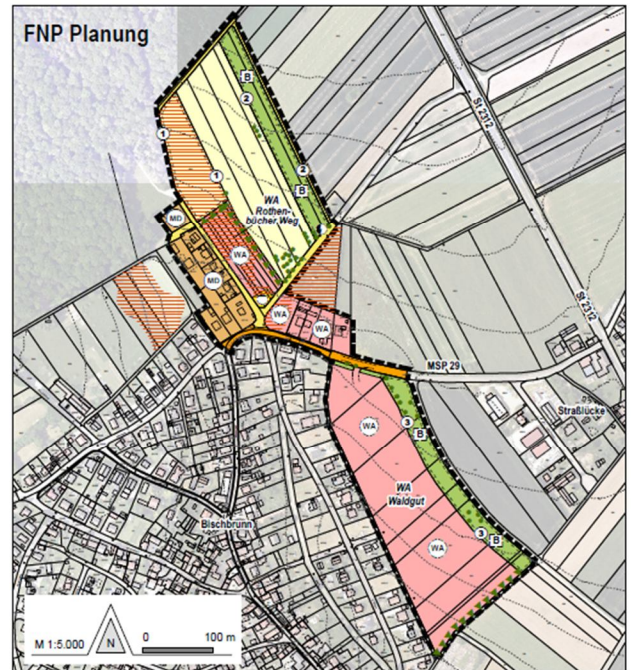 FNP Planung
B
2
St 2312
1
1
2
B
WA
Rothen-
bücher Weg
MD
WA
MD
WA
WA
St 2312
MSP 29
Straßlücke
WA
3
B
WA
Waldgut
Bischbrunn
3
B
WA
M 1:5.000
N
0
100 m